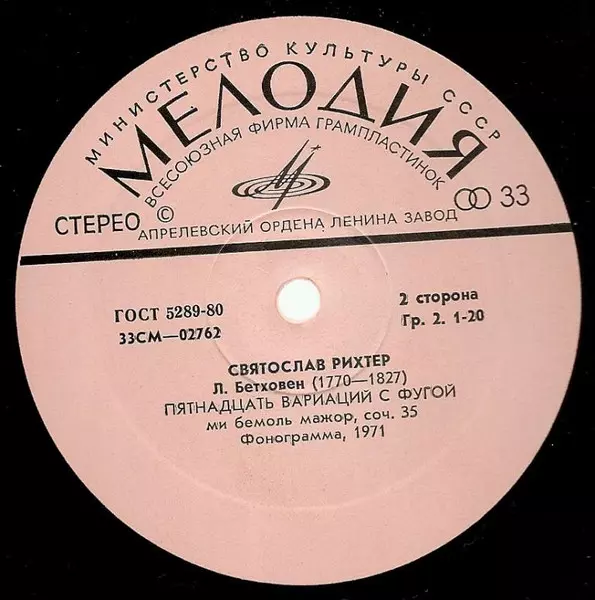 МИНИСТЕРСТВО КУЛЬТУРЫ СССР
МЕЛОДИЯ
ВСЕСОЮЗНАЯ ФИРМА ГРАМПЛАСТИНОК
СТЕРЕО © АПРЕЛЕВСКИЙ ОРДЕНА ЛЕНИНА ЗАВОД 33
ГОСТ 5289-80
33СМ—02762
2 сторона
Гр. 2. 1-20
СВЯТОСЛАВ РИХТЕР
Л. Бетховен (1770—1827)
ПЯТНАДЦАТЬ ВАРИАЦИЙ С ФУГОЙ
ми бемоль мажор, соч. 35
Фонограмма, 1971